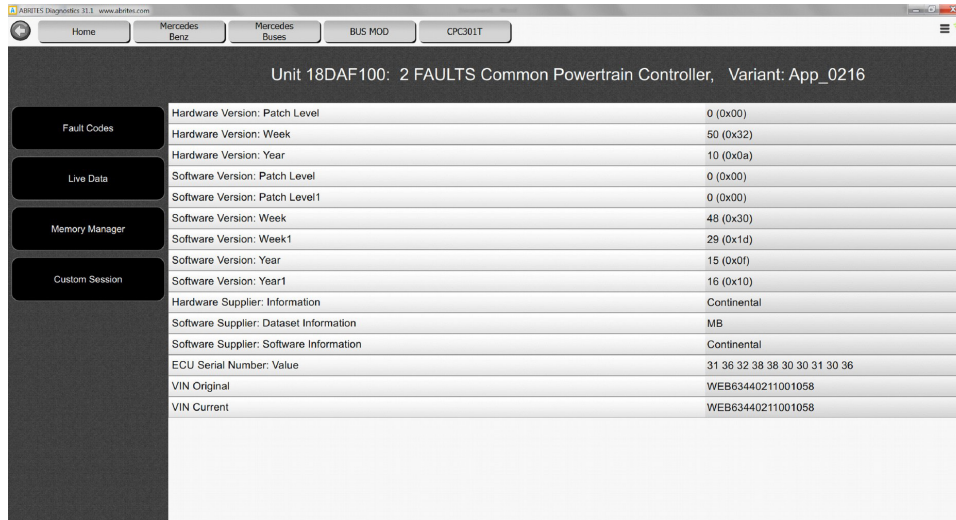 ABRITES Diagnostics 31.1 www.abrites.com
Home
Mercedes Benz
Mercedes Buses
BUS MOD
CPC301T
Unit 18DAF100: 2 FAULTS Common Powertrain Controller, Variant: App_0216
Fault Codes
Live Data
Memory Manager
Custom Session
Hardware Version: Patch Level 0 (0x00)
Hardware Version: Week 50 (0x32)
Hardware Version: Year 10 (0x0a)
Software Version: Patch Level 0 (0x00)
Software Version: Patch Level1 0 (0x00)
Software Version: Week 48 (0x30)
Software Version: Week1 29 (0x1d)
Software Version: Year 15 (0x0f)
Software Version: Year1 16 (0x10)
Hardware Supplier: Information Continental
Software Supplier: Dataset Information MB
Software Supplier: Software Information Continental
ECU Serial Number: Value 31 36 32 38 38 30 30 31 30 36
VIN Original WEB63440211001058
VIN Current WEB63440211001058